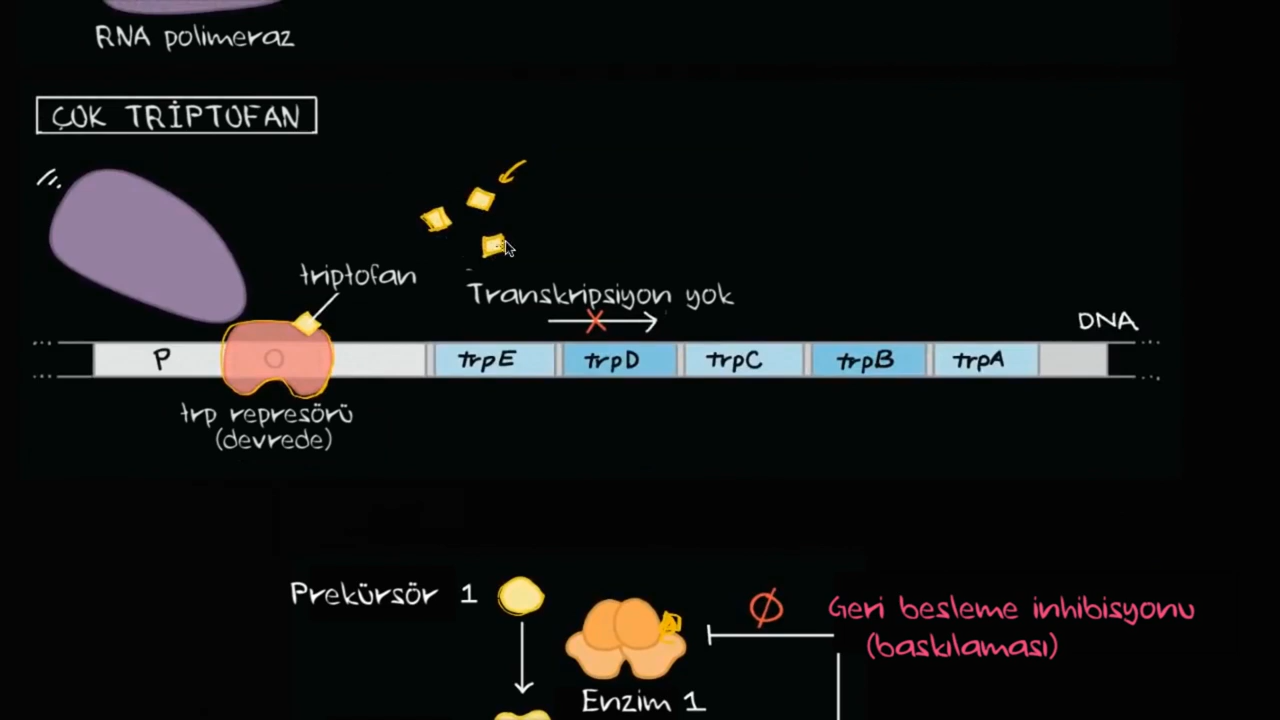 RNA polimeraz
ÇOK TRİPTOFAN
triptofan
Transkripsiyon yok
DNA
P
O
trpE
trpD
trpC
trpB
trpA
trp represörü
(devrede)
Prekürsör 1
Ø
Geri besleme inhibisyonu
(baskılaması)
Enzim 1